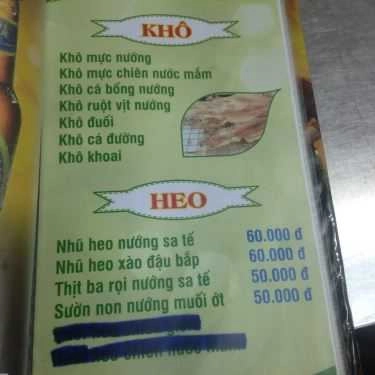 KHÔ
Khô mực nướng
Khô mực chiên nước mắm
Khô cá bống nướng
Khô ruột vịt nướng
Khô đuối
Khô cá đường
Khô khoai
HEO
Nhũ heo nướng sa tế 60.000 đ
Nhũ heo xào đậu bắp 60.000 đ
Thịt ba rọi nướng sa tế 50.000 đ
Sườn non nướng muối ớt 50.000 đ